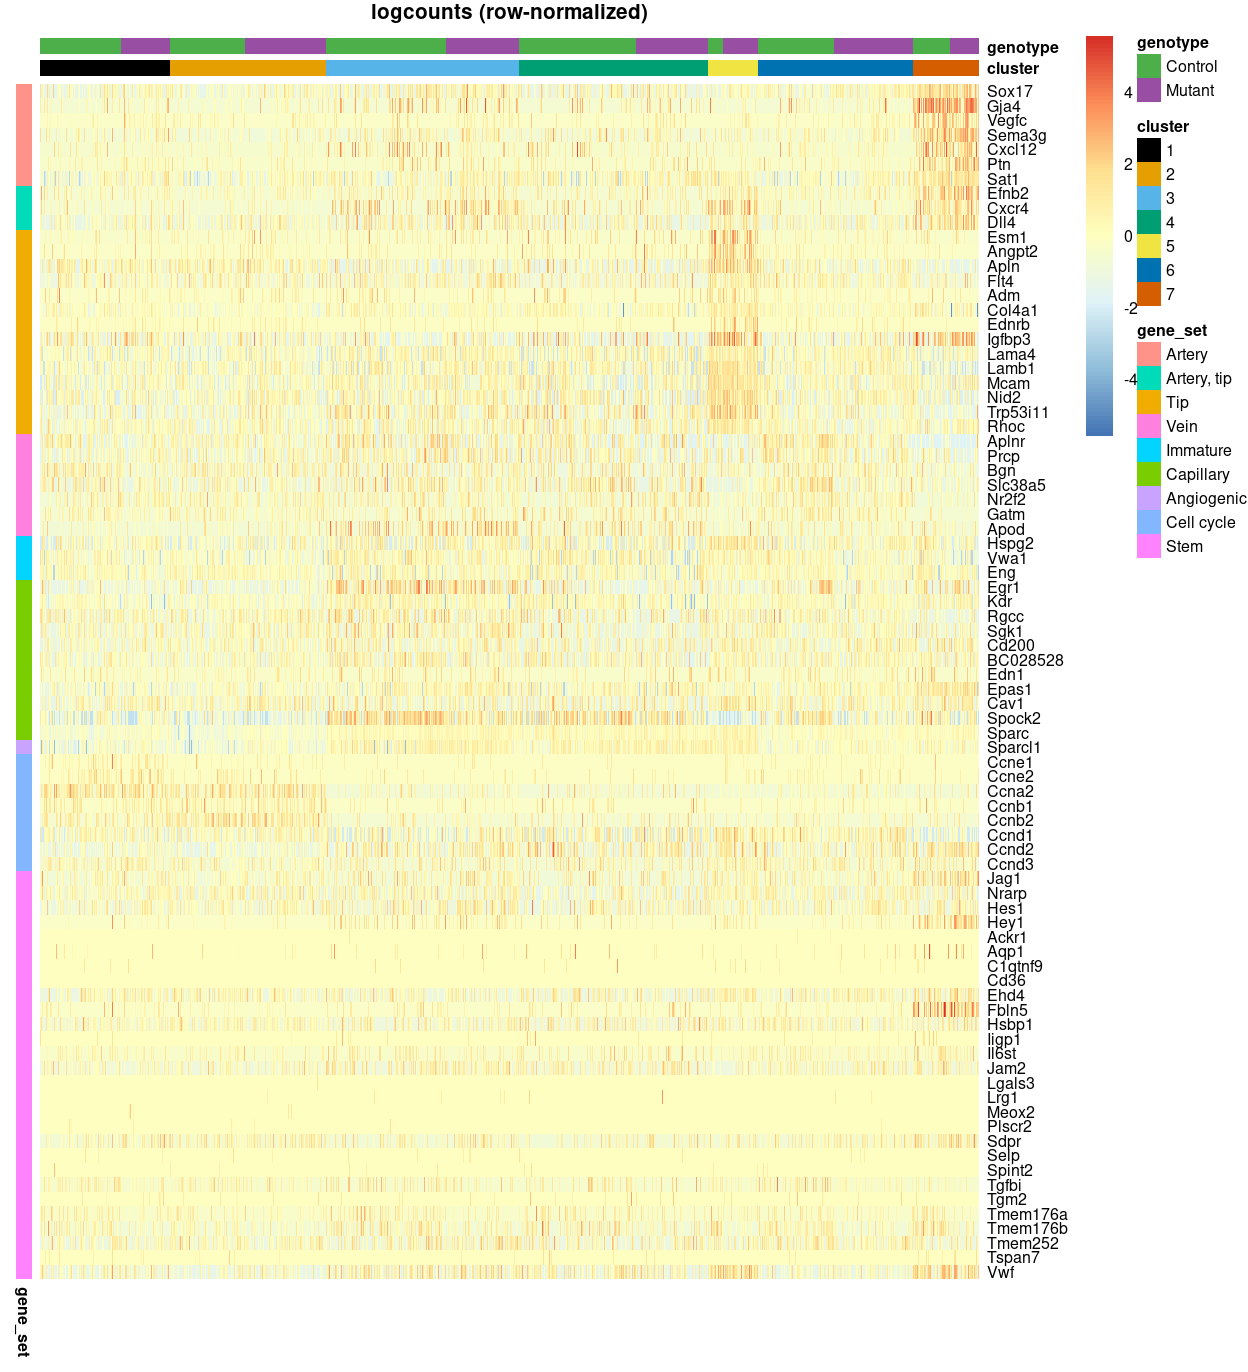 logcounts (row-normalized)
genotype
cluster
Sox17
Gja4
Vegfc
Sema3g
Cxcl12
Ptn
Sat1
Efnb2
Cxcr4
Dll4
Esm1
Angpt2
Apln
Flt4
Adm
Col4a1
Ednrb
Igfbp3
Lama4
Lamb1
Mcam
Nid2
Trp53i11
Rhoc
Aplnr
Prcp
Bgn
Slc38a5
Nr2f2
Gatm
Apod
Hspg2
Vwa1
Eng
Egr1
Kdr
Rgcc
Sgk1
Cd200
BC028528
Edn1
Epas1
Cav1
Spock2
Sparc
Sparcl1
Ccne1
Ccne2
Ccna2
Ccnb1
Ccnb2
Ccnd1
Ccnd2
Ccnd3
Jag1
Nrarp
Hes1
Hey1
Ackr1
Aqp1
C1qtnf9
Cd36
Ehd4
Fbln5
Hsbp1
Iigp1
Il6st
Jam2
Lgals3
Lrg1
Meox2
Plscr2
Sdpr
Selp
Spint2
Tgfbi
Tgm2
Tmem176a
Tmem176b
Tmem252
Tspan7
Vwf
gene_set
4
2
0
-2
-4
genotype
Control
Mutant
cluster
1
2
3
4
5
6
7
gene_set
Artery
Artery, tip
Tip
Vein
Immature
Capillary
Angiogenic
Cell cycle
Stem